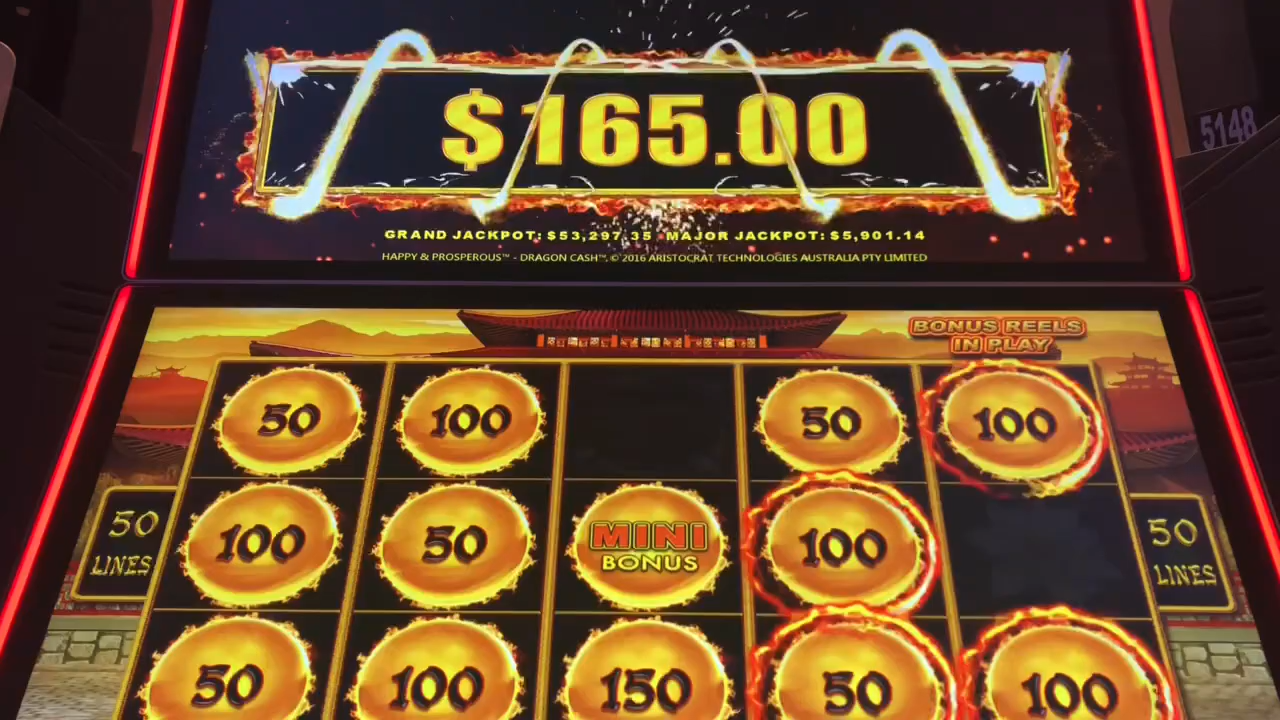 $165.00
5148
GRAND JACKPOT: $53,297.35 MAJOR JACKPOT: $5,901.14
HAPPY & PROSPEROUS™ - DRAGON CASH™, © 2016 ARISTOCRAT TECHNOLOGIES AUSTRALIA PTY LIMITED
BONUS REELS
IN PLAY
50 100 50 100
50
LINES
100 50 MINI
BONUS
100
50
LINES
50 100 150 50 100